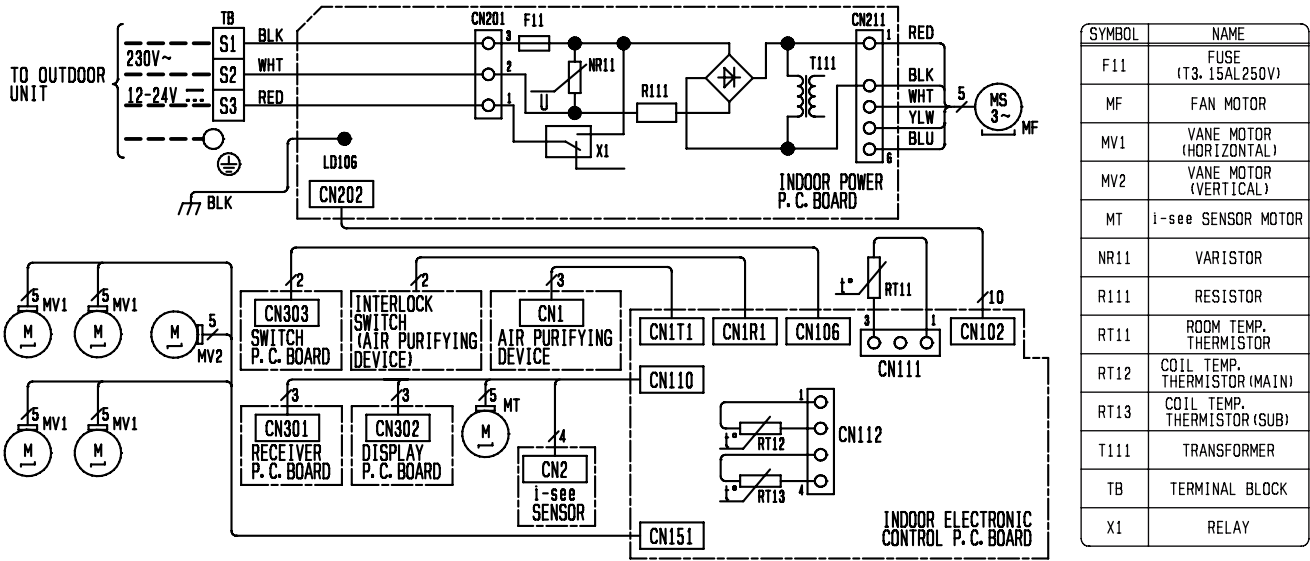 TB
TO OUTDOOR
UNIT
230V~
12-24V ⎓
S1
S2
S3
BLK
WHT
RED
BLK
CN201
3
2
1
F11
NR11
U
R111
X1
T111
CN211
1
6
RED
BLK
WHT
YLW
BLU
5
MS
3~
MF
LD106
CN202
INDOOR POWER
P.C.BOARD
5
MV1
M
5
MV1
M
5
MV2
M
5
MV1
M
5
MV1
M
2
CN303
SWITCH
P.C.BOARD
2
INTERLOCK
SWITCH
(AIR PURIFYING
DEVICE)
3
CN1
AIR PURIFYING
DEVICE
3
CN301
RECEIVER
P.C.BOARD
3
CN302
DISPLAY
P.C.BOARD
5
MT
M
4
CN2
i-see
SENSOR
CN1T1
CN1R1
CN106
t°
RT11
3
1
CN111
10
CN102
CN110
1
4
CN112
t°
RT12
t°
RT13
CN151
INDOOR ELECTRONIC
CONTROL P.C.BOARD
SYMBOL NAME
F11 FUSE
(T3.15AL250V)
MF FAN MOTOR
MV1 VANE MOTOR
(HORIZONTAL)
MV2 VANE MOTOR
(VERTICAL)
MT i-see SENSOR MOTOR
NR11 VARISTOR
R111 RESISTOR
RT11 ROOM TEMP.
THERMISTOR
RT12 COIL TEMP.
THERMISTOR(MAIN)
RT13 COIL TEMP.
THERMISTOR(SUB)
T111 TRANSFORMER
TB TERMINAL BLOCK
X1 RELAY